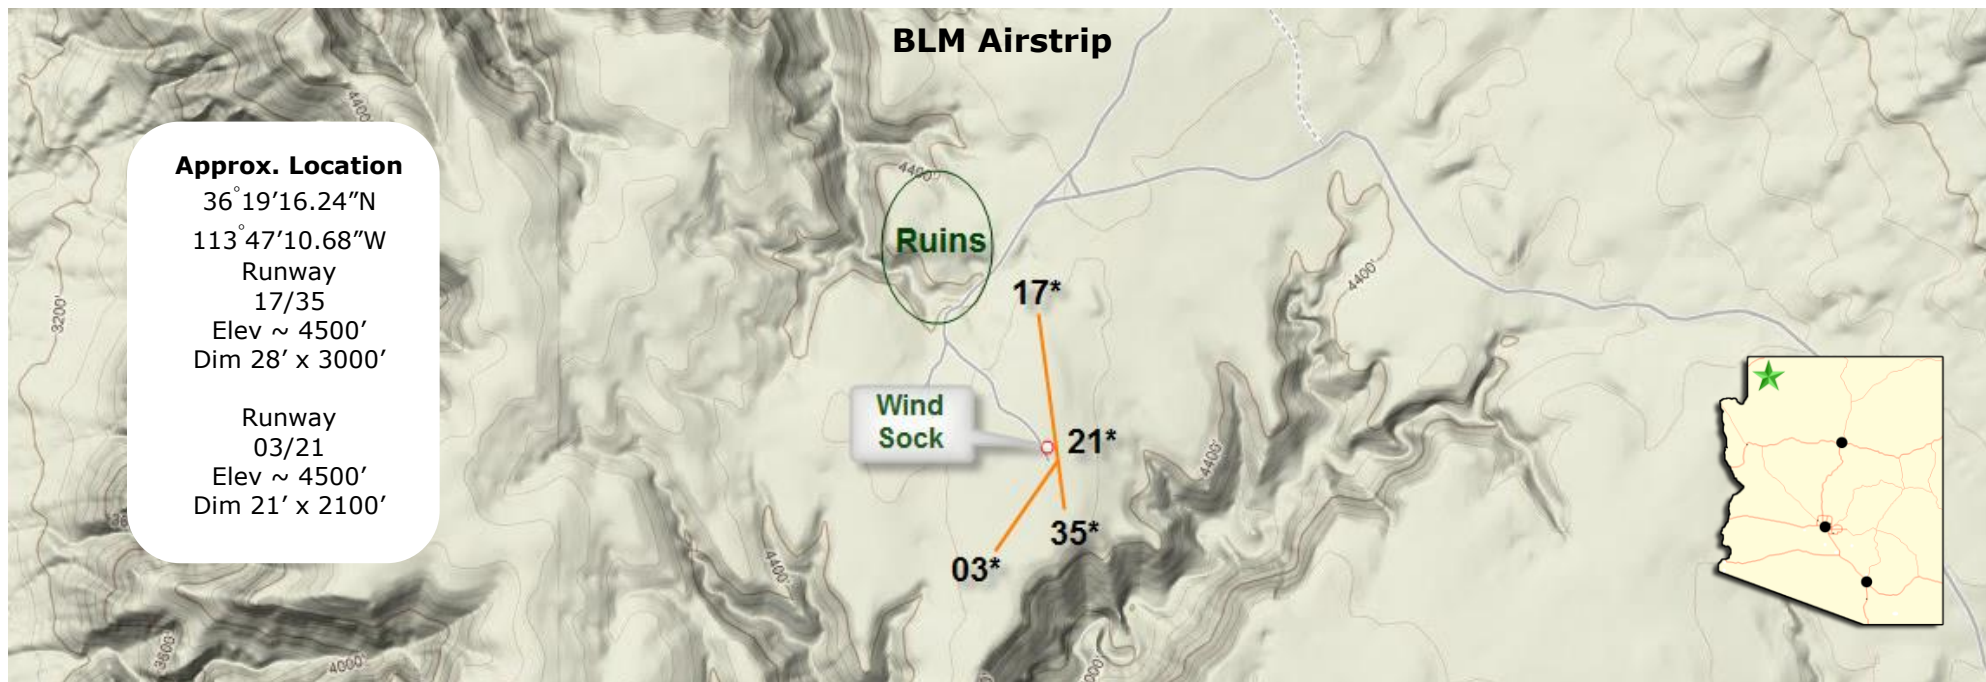 BLM Airstrip
Approx. Location
36°19’16.24”N
113°47’10.68”W
Runway
17/35
Elev ~ 4500’
Dim 28’ x 3000’
Runway
03/21
Elev ~ 4500’
Dim 21’ x 2100’
4400'
3200'
4400'
Ruins
17*
4400'
Wind
Sock
21*
4400'
35*
03*
4400'
3600'
4000'